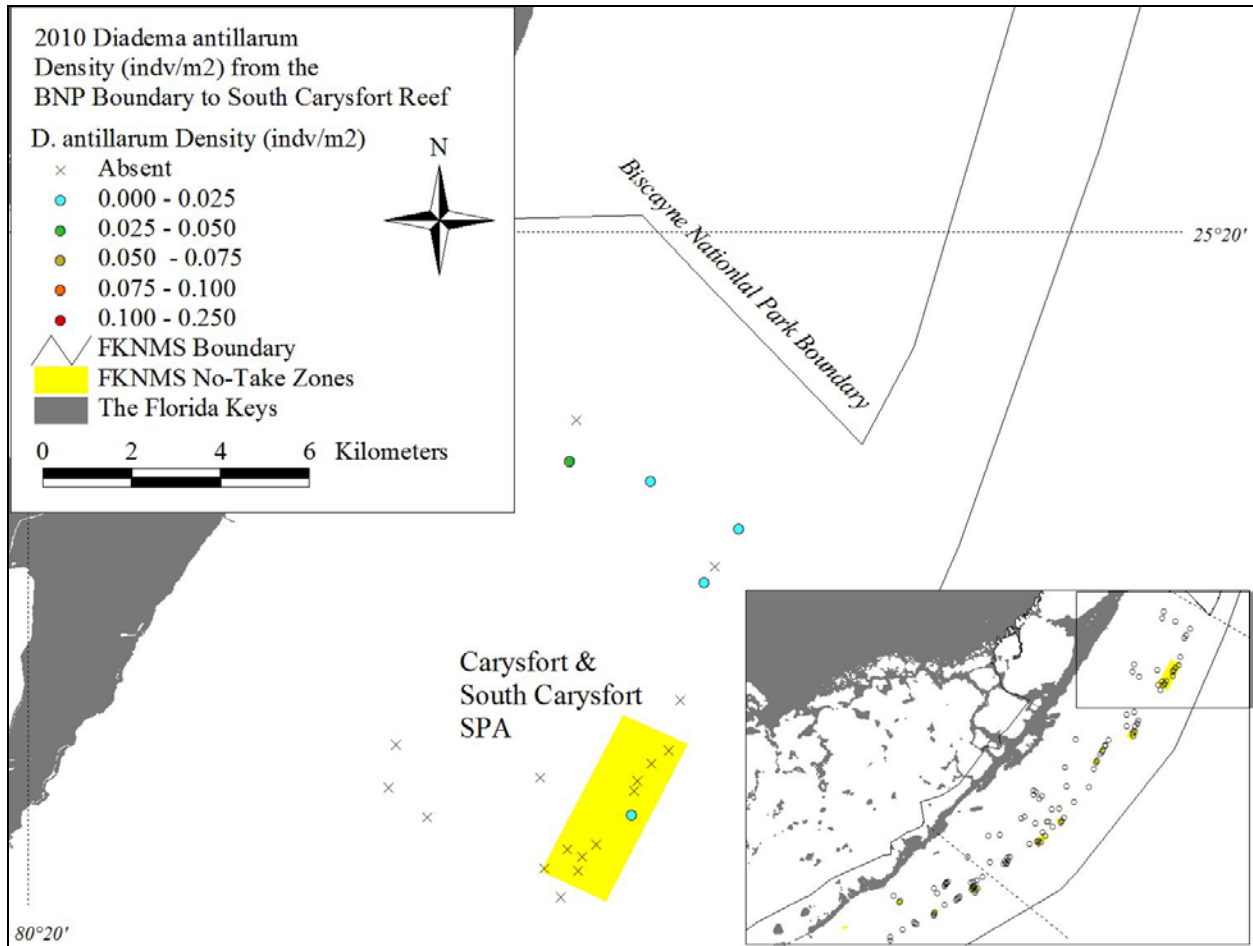 2010 Diadema antillarum
Density (indv/m2) from the
BNP Boundary to South Carysfort Reef
D. antillarum Density (indv/m2)
Absent
0.000 - 0.025
0.025 - 0.050
0.050 - 0.075
0.075 - 0.100
0.100 - 0.250
FKNMS Boundary
FKNMS No-Take Zones
The Florida Keys
0 2 4 6 Kilometers
N
Biscayne Nationlal Park Boundary
25°20'
Carysfort &
South Carysfort
SPA
80°20'